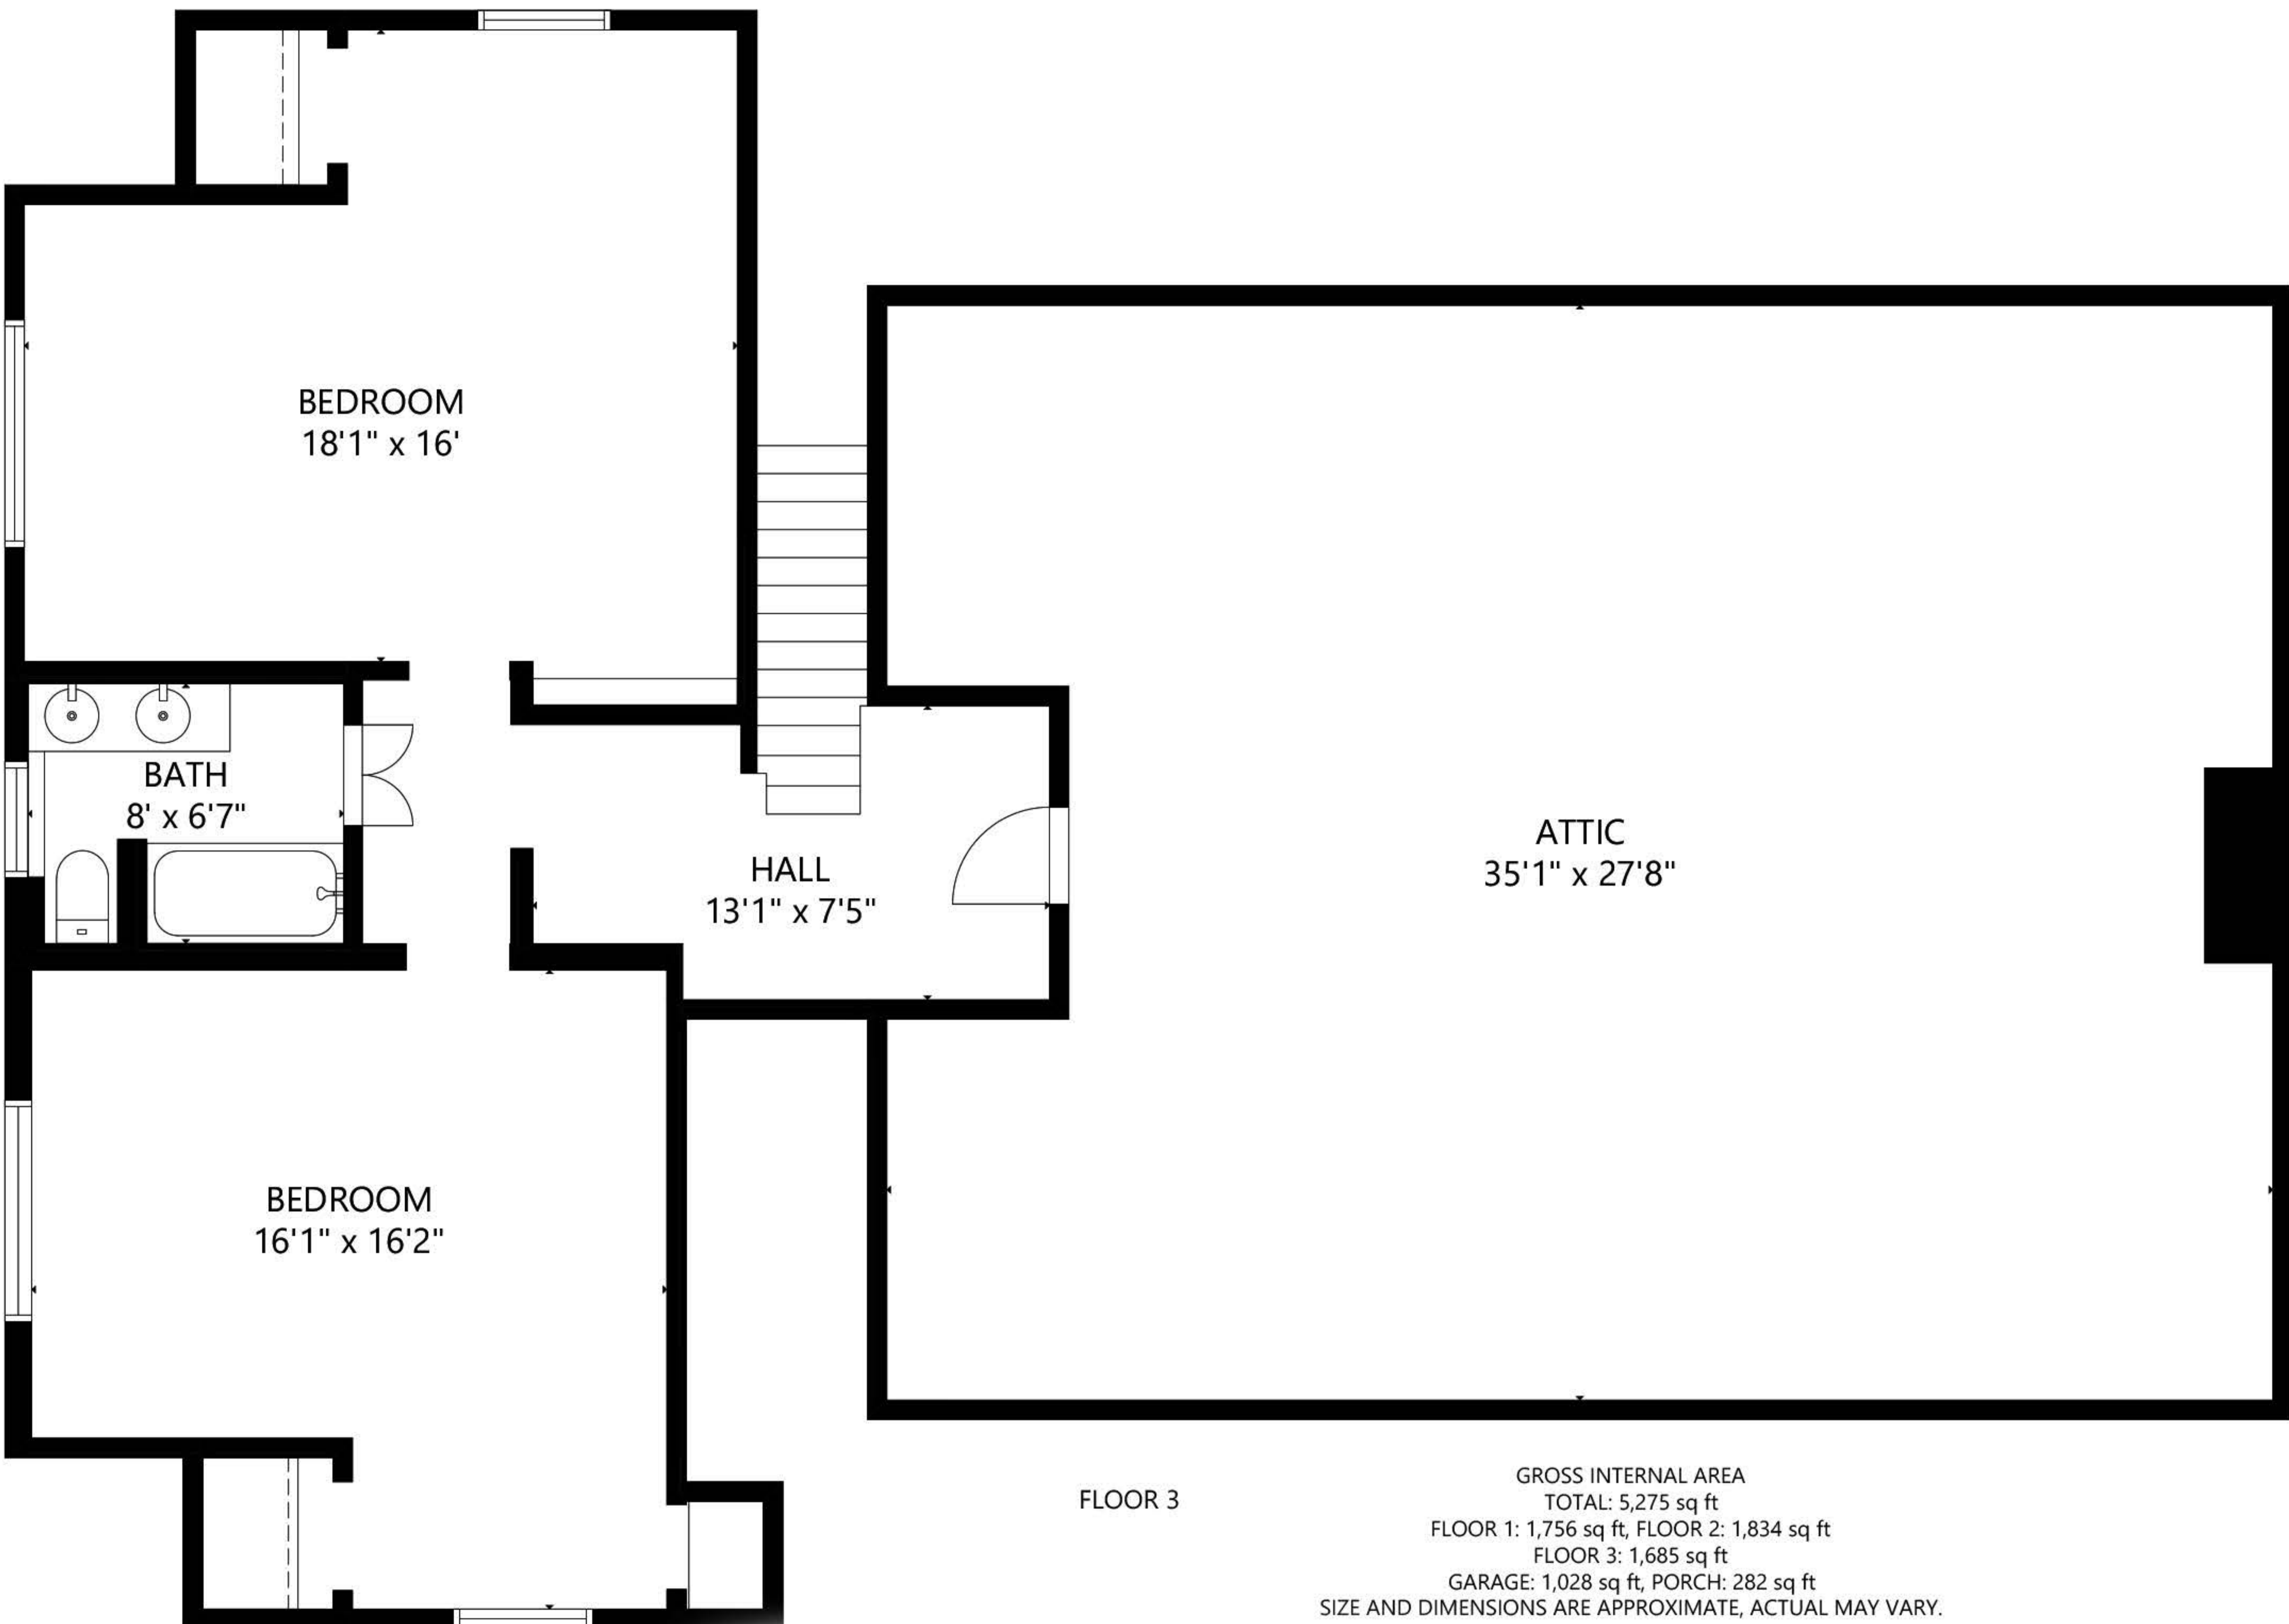 BEDROOM
18'1" x 16'
BATH
8' x 6'7"
HALL
13'1" x 7'5"
ATTIC
35'1" x 27'8"
BEDROOM
16'1" x 16'2"
FLOOR 3
GROSS INTERNAL AREA
TOTAL: 5,275 sq ft
FLOOR 1: 1,756 sq ft, FLOOR 2: 1,834 sq ft
FLOOR 3: 1,685 sq ft
GARAGE: 1,028 sq ft, PORCH: 282 sq ft
SIZE AND DIMENSIONS ARE APPROXIMATE, ACTUAL MAY VARY.